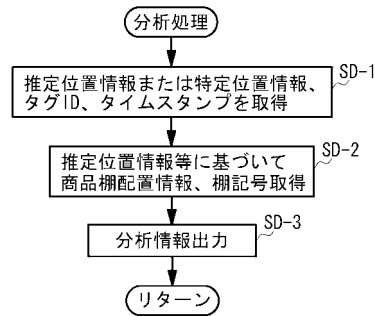 分析処理
推定位置情報または特定位置情報、
タグID、タイムスタンプを取得
SD-1
推定位置情報等に基づいて
商品棚配置情報、棚記号取得
SD-2
分析情報出力
SD-3
リターン